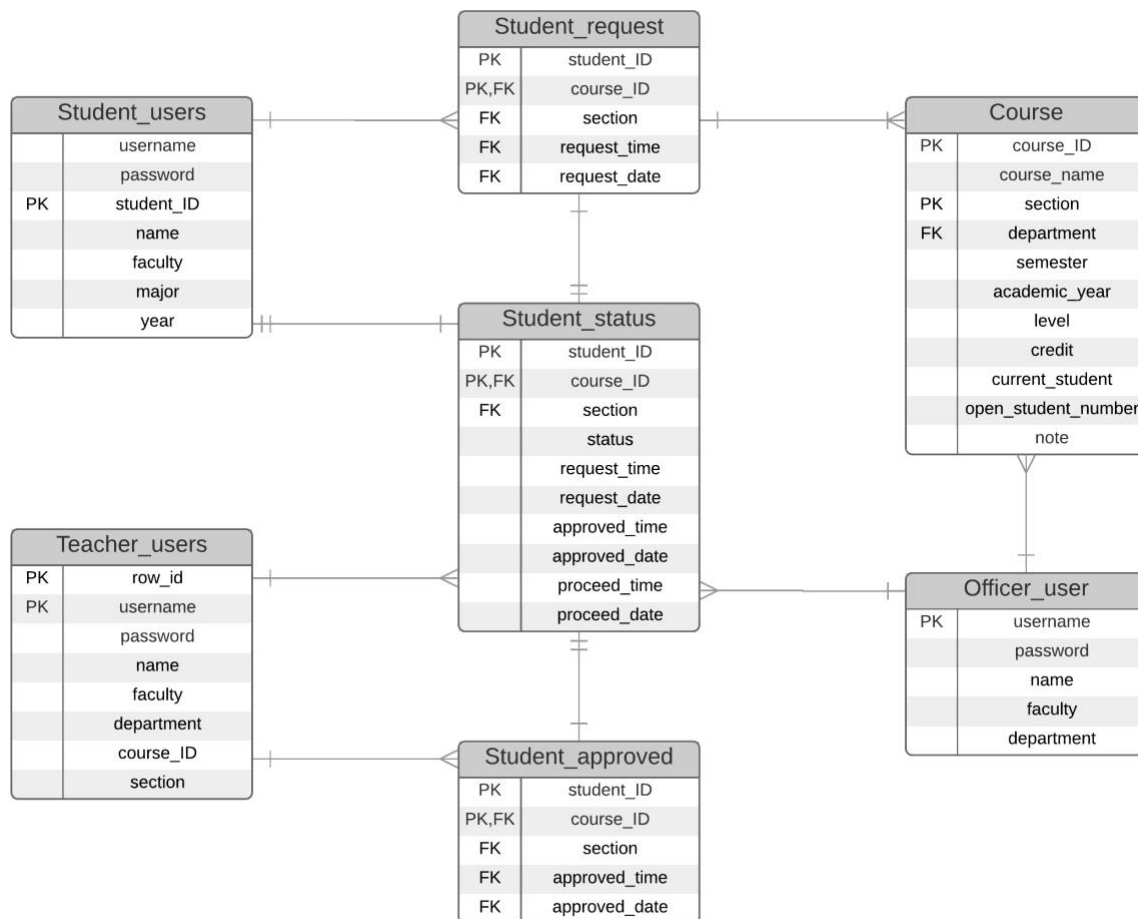 Student_request
PK student_ID
PK,FK course_ID
FK section
FK request_time
FK request_date
Student_users
username
password
PK student_ID
name
faculty
major
year
Course
PK course_ID
course_name
PK section
FK department
semester
academic_year
level
credit
current_student
open_student_number
note
Student_status
PK student_ID
PK,FK course_ID
FK section
status
request_time
request_date
approved_time
approved_date
proceed_time
proceed_date
Teacher_users
PK row_id
PK username
password
name
faculty
department
course_ID
section
Officer_user
PK username
password
name
faculty
department
Student_approved
PK student_ID
PK,FK course_ID
FK section
FK approved_time
FK approved_date